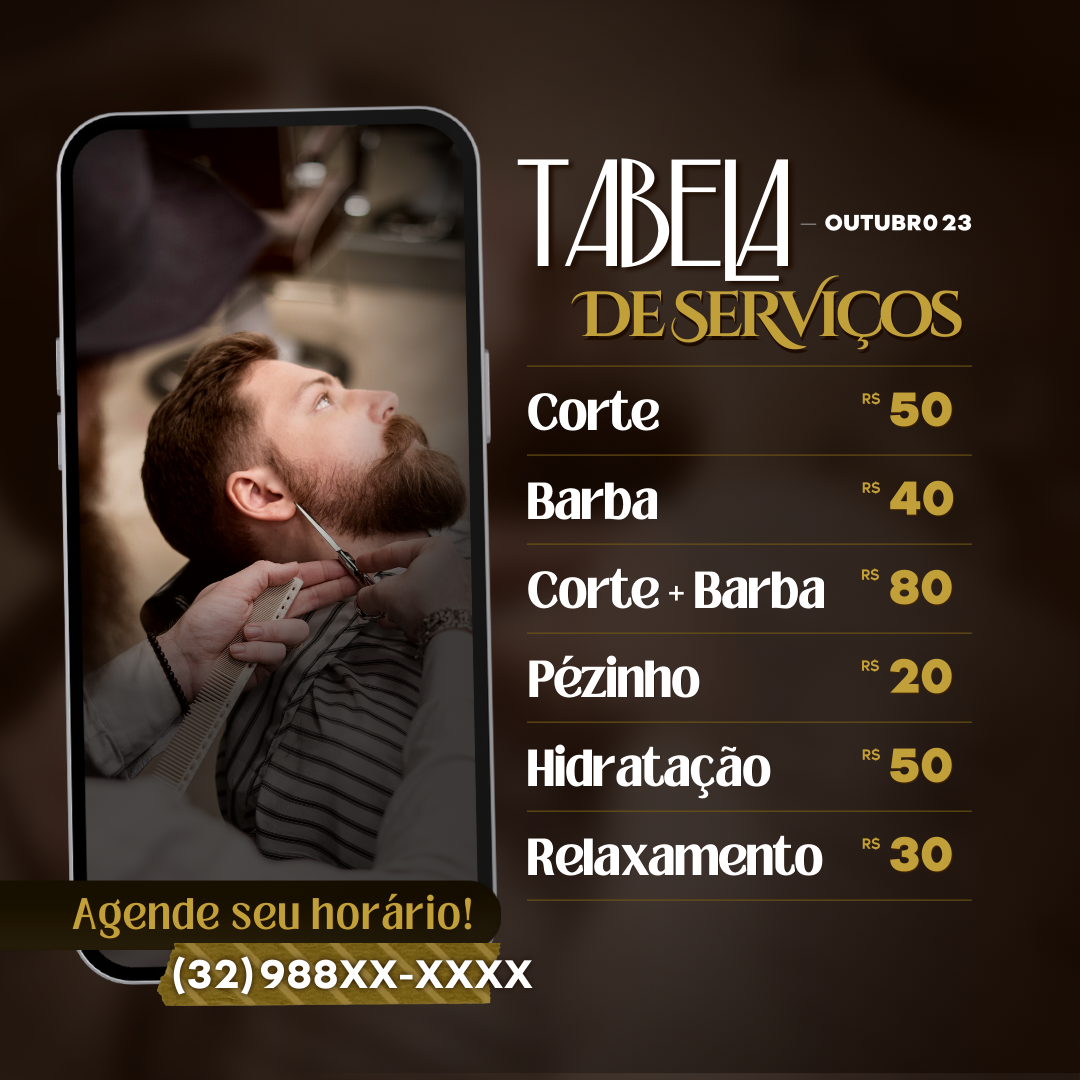 TABELA
– OUTUBRO 23
DE SERVIÇOS
Corte R$ 50
Barba R$ 40
Corte + Barba R$ 80
Pézinho R$ 20
Hidratação R$ 50
Relaxamento R$ 30
Agende seu horário!
(32) 988XX-XXXX